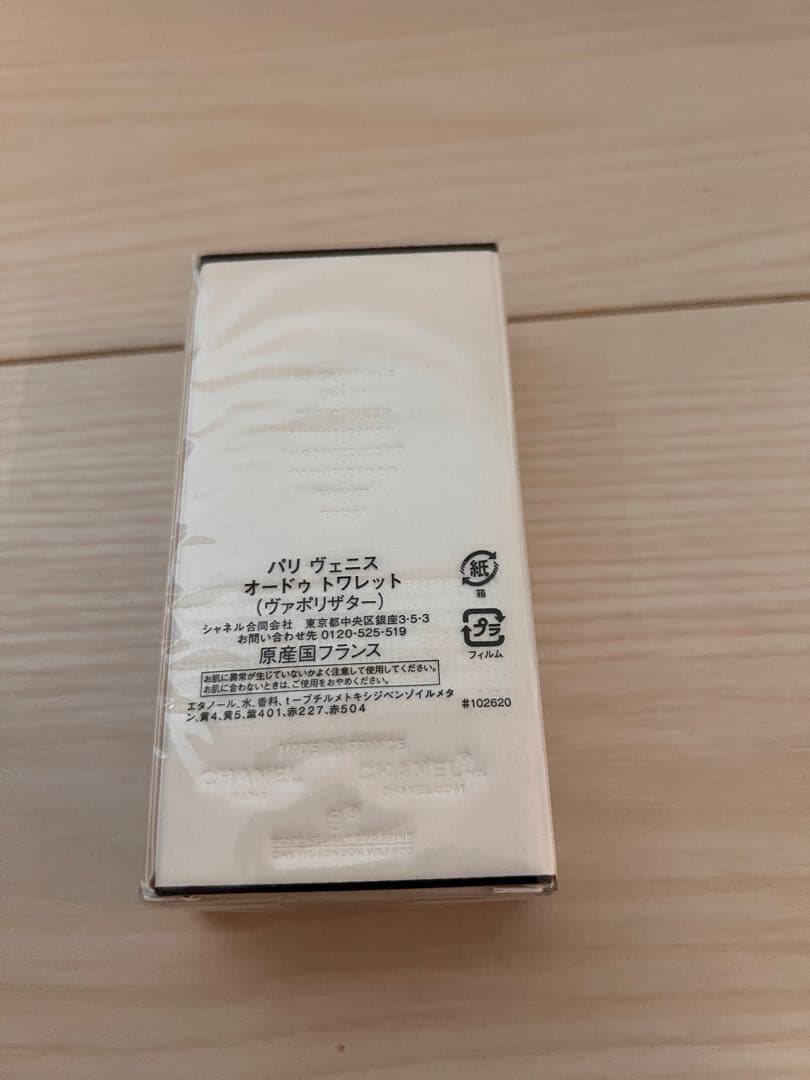 パリ ヴェニス
オードゥ トワレット
(ヴァポリザター)
シャネル合同会社 東京都中央区銀座3-5-3
お問い合わせ先 0120-525-519
原産国フランス
お肌に異常が生じていないかよく注意して使用してください。
お肌に合わないときは、ご使用をおやめください。
エタノール、水、香料、t-ブチルメトキシジベンゾイルメタ
ン、黄4、黄5、紫401、赤227、赤504
#102620
紙
箱
プラ
フィルム
MADE IN FRANCE
CHANEL
PARIS
CHANEL®
CHANEL.COM
CHANEL LONDON